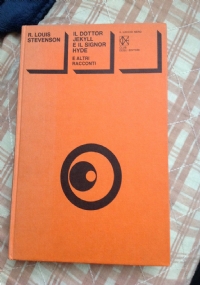 R. LOUIS
STEVENSON
IL DOTTOR
JEKYLL
E IL SIGNOR
HYDE
E ALTRI
RACCONTI